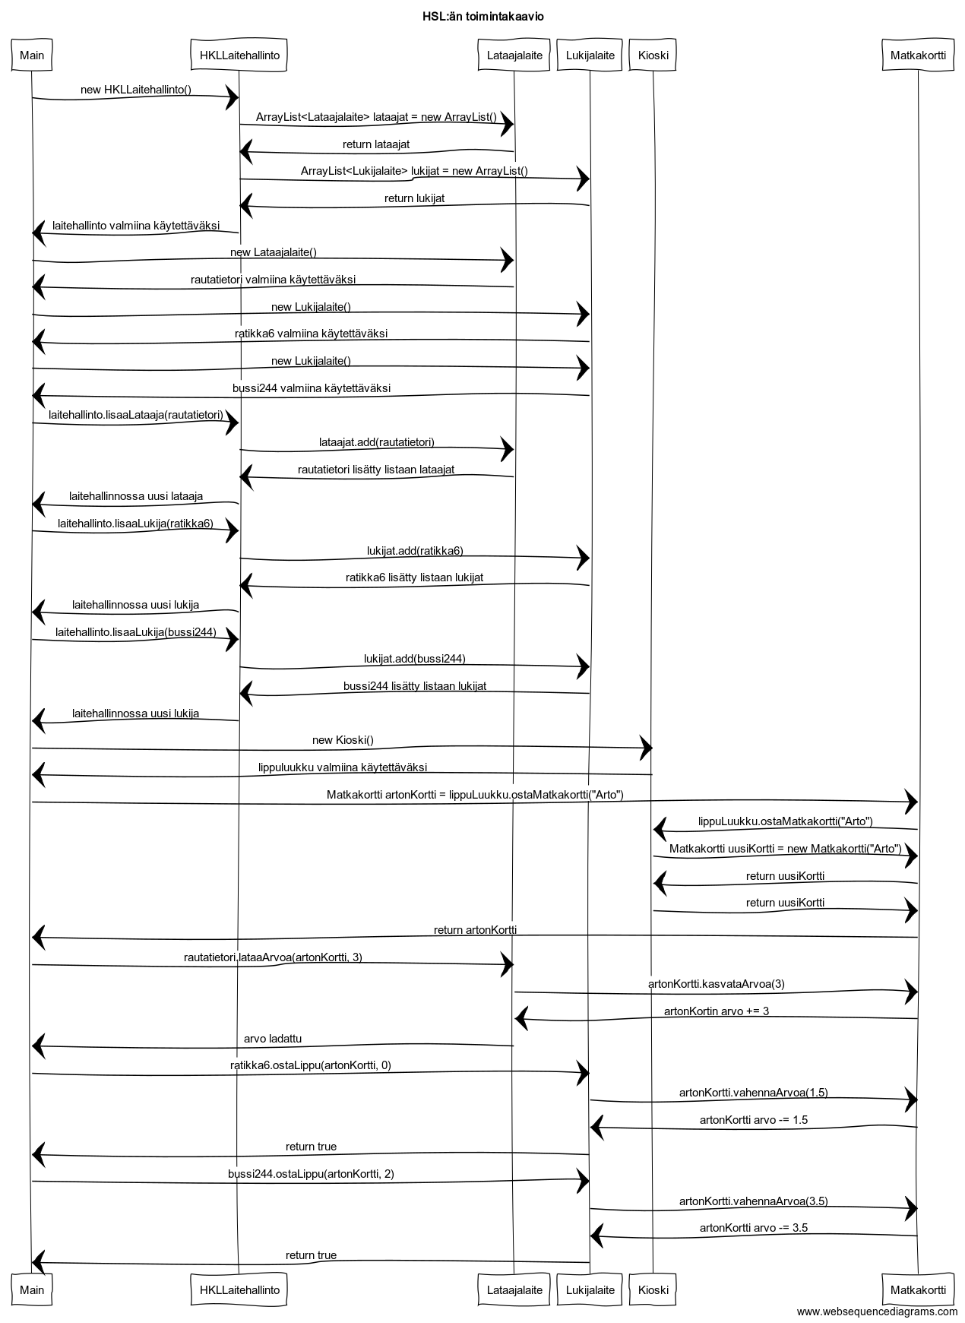 HSL:än toimintakaavio
Main HKLLaitehallinto Lataajalaite Lukijalaite Kioski Matkakortti
new HKLLaitehallinto()
ArrayList<Lataajalaite> lataajat = new ArrayList()
return lataajat
ArrayList<Lukijalaite> lukijat = new ArrayList()
return lukijat
laitehallinto valmiina käytettäväksi
new Lataajalaite()
rautatietori valmiina käytettäväksi
new Lukijalaite()
ratikka6 valmiina käytettäväksi
new Lukijalaite()
bussi244 valmiina käytettäväksi
laitehallinto.lisaaLataaja(rautatietori)
lataajat.add(rautatietori)
rautatietori lisätty listaan lataajat
laitehallinnossa uusi lataaja
laitehallinto.lisaaLukija(ratikka6)
lukijat.add(ratikka6)
ratikka6 lisätty listaan lukijat
laitehallinnossa uusi lukija
laitehallinto.lisaaLukija(bussi244)
lukijat.add(bussi244)
bussi244 lisätty listaan lukijat
laitehallinnossa uusi lukija
new Kioski()
lippuluukku valmiina käytettäväksi
Matkakortti artonKortti = lippuLuukku.ostaMatkakortti("Arto")
lippuLuukku.ostaMatkakortti("Arto")
Matkakortti uusiKortti = new Matkakortti("Arto")
return uusiKortti
return uusiKortti
return artonKortti
rautatietori.lataaArvoa(artonKortti, 3)
artonKortti.kasvataArvoa(3)
artonKortin arvo += 3
arvo ladattu
ratikka6.ostaLippu(artonKortti, 0)
artonKortti.vahennaArvoa(1.5)
artonKortti arvo -= 1.5
return true
bussi244.ostaLippu(artonKortti, 2)
artonKortti.vahennaArvoa(3.5)
artonKortti arvo -= 3.5
return true
Main HKLLaitehallinto Lataajalaite Lukijalaite Kioski Matkakortti
www.websequencediagrams.com